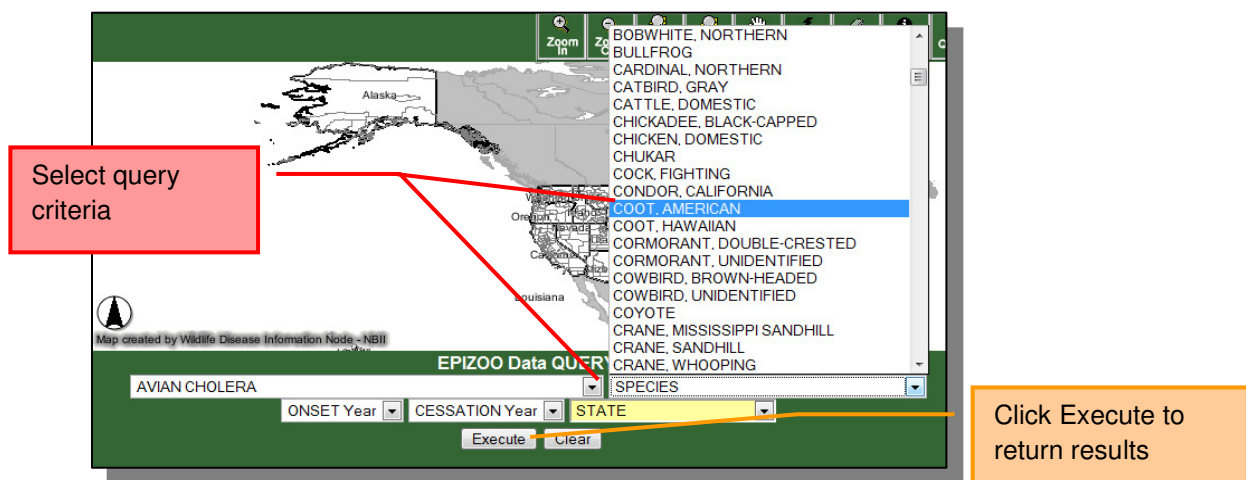 Zoom
In
BOBWHITE, NORTHERN
BULLFROG
CARDINAL, NORTHERN
CATBIRD, GRAY
CATTLE, DOMESTIC
CHICKADEE, BLACK-CAPPED
CHICKEN, DOMESTIC
CHUKAR
COCK, FIGHTING
CONDOR, CALIFORNIA
COOT, AMERICAN
COOT, HAWAIIAN
CORMORANT, DOUBLE-CRESTED
CORMORANT, UNIDENTIFIED
COWBIRD, BROWN-HEADED
COWBIRD, UNIDENTIFIED
COYOTE
CRANE, MISSISSIPPI SANDHILL
CRANE, SANDHILL
CRANE, WHOOPING
Alaska
Select query
criteria
Nevada
Louisiana
Map created by Wildlife Disease Information Node - NBII
EPIZOO Data QUERY
AVIAN CHOLERA SPECIES
ONSET Year CESSATION Year STATE
Execute Clear
Click Execute to
return results